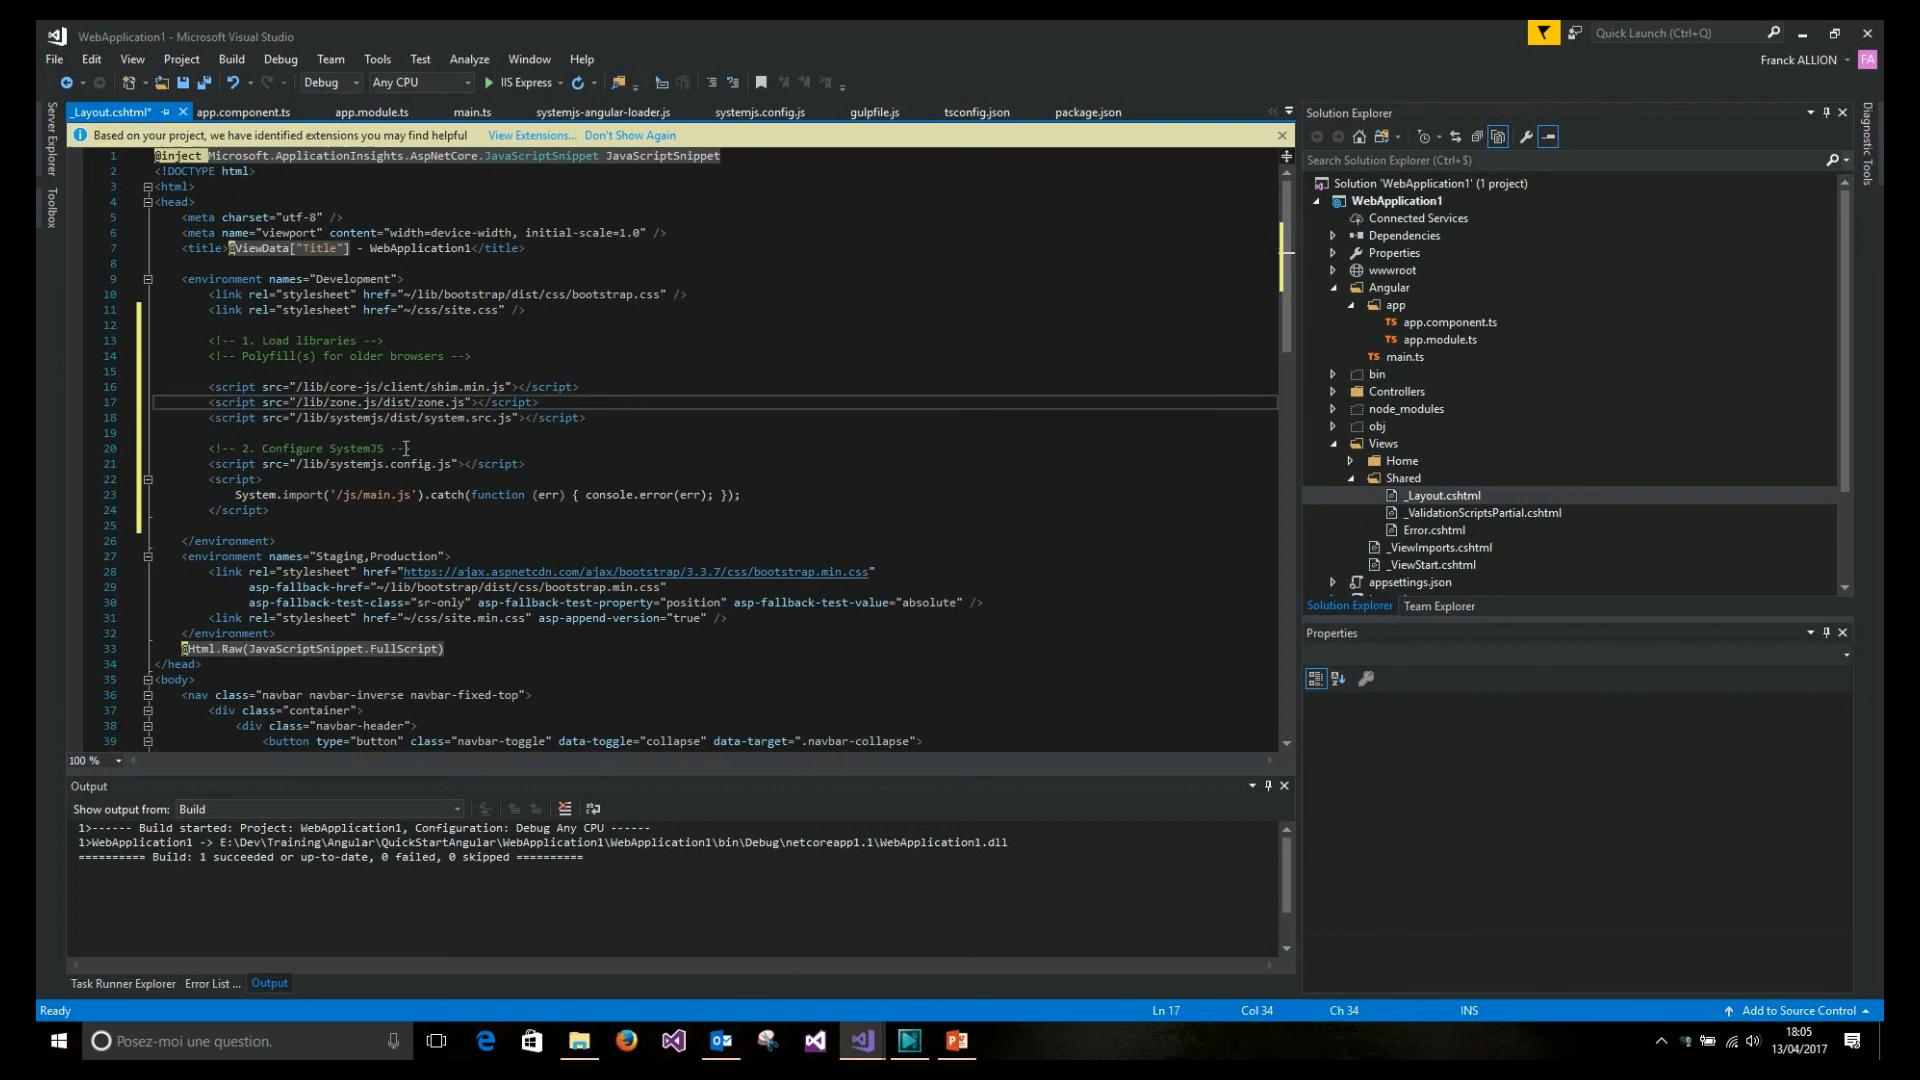 WebApplication1 - Microsoft Visual Studio
Quick Launch (Ctrl+Q)
File Edit View Project Build Debug Team Tools Test Analyze Window Help
Franck ALLION FA
Debug Any CPU IIS Express
_Layout.cshtml* app.component.ts app.module.ts main.ts systemjs-angular-loader.js systemjs.config.js gulpfile.js tsconfig.json package.json
Based on your project, we have identified extensions you may find helpful View Extensions... Don't Show Again
Server Explorer
Toolbox
1 @inject Microsoft.ApplicationInsights.AspNetCore.JavaScriptSnippet JavaScriptSnippet
2 <!DOCTYPE html>
3 <html>
4 <head>
5 <meta charset="utf-8" />
6 <meta name="viewport" content="width=device-width, initial-scale=1.0" />
7 <title>@ViewData["Title"] - WebApplication1</title>
8
9 <environment names="Development">
10 <link rel="stylesheet" href="~/lib/bootstrap/dist/css/bootstrap.css" />
11 <link rel="stylesheet" href="~/css/site.css" />
12
13 <!-- 1. Load libraries -->
14 <!-- Polyfill(s) for older browsers -->
15
16 <script src="/lib/core-js/client/shim.min.js"></script>
17 <script src="/lib/zone.js/dist/zone.js"></script>
18 <script src="/lib/systemjs/dist/system.src.js"></script>
19
20 <!-- 2. Configure SystemJS -->
21 <script src="/lib/systemjs.config.js"></script>
22 <script>
23 System.import('/js/main.js').catch(function (err) { console.error(err); });
24 </script>
25
26 </environment>
27 <environment names="Staging,Production">
28 <link rel="stylesheet" href="https://ajax.aspnetcdn.com/ajax/bootstrap/3.3.7/css/bootstrap.min.css"
29 asp-fallback-href="~/lib/bootstrap/dist/css/bootstrap.min.css"
30 asp-fallback-test-class="sr-only" asp-fallback-test-property="position" asp-fallback-test-value="absolute" />
31 <link rel="stylesheet" href="~/css/site.min.css" asp-append-version="true" />
32 </environment>
33 @Html.Raw(JavaScriptSnippet.FullScript)
34 </head>
35 <body>
36 <nav class="navbar navbar-inverse navbar-fixed-top">
37 <div class="container">
38 <div class="navbar-header">
39 <button type="button" class="navbar-toggle" data-toggle="collapse" data-target=".navbar-collapse">
100 %
Output
Show output from: Build
1>------ Build started: Project: WebApplication1, Configuration: Debug Any CPU ------
1>WebApplication1 -> E:\Dev\Training\Angular\QuickStartAngular\WebApplication1\WebApplication1\bin\Debug\netcoreapp1.1\WebApplication1.dll
========== Build: 1 succeeded or up-to-date, 0 failed, 0 skipped ==========
Task Runner Explorer Error List ... Output
Solution Explorer
Search Solution Explorer (Ctrl+$)
Solution 'WebApplication1' (1 project)
WebApplication1
Connected Services
Dependencies
Properties
wwwroot
Angular
app
TS app.component.ts
TS app.module.ts
TS main.ts
bin
Controllers
node_modules
obj
Views
Home
Shared
_Layout.cshtml
_ValidationScriptsPartial.cshtml
Error.cshtml
_ViewImports.cshtml
_ViewStart.cshtml
appsettings.json
Solution Explorer Team Explorer
Properties
Diagnostic Tools
Ready Ln 17 Col 34 Ch 34 INS Add to Source Control
Posez-moi une question.
18:05
13/04/2017